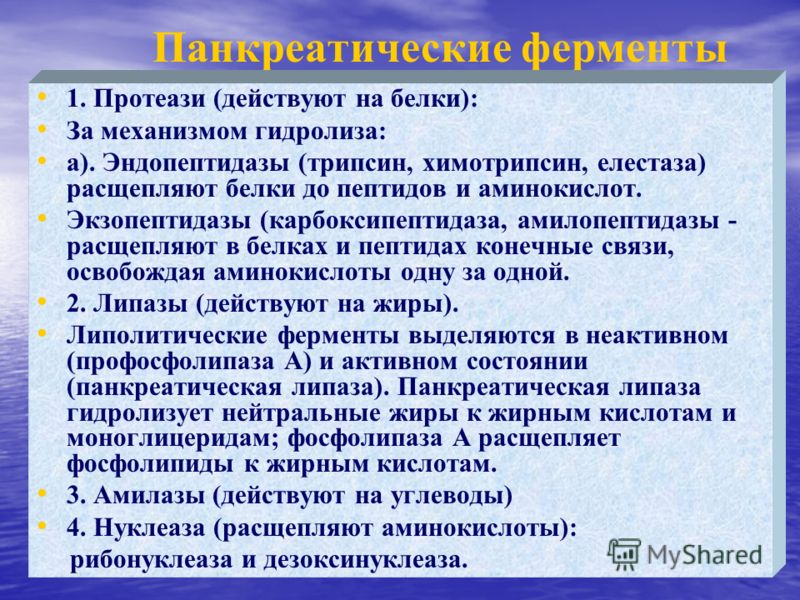 Панкреатические ферменты
• 1. Протеази (действуют на белки):
• За механизмом гидролиза:
• а). Эндопептидазы (трипсин, химотрипсин, елестаза)
расщепляют белки до пептидов и аминокислот.
• Экзопептидазы (карбоксипептидаза, амилопептидазы -
расщепляют в белках и пептидах конечные связи,
освобождая аминокислоты одну за одной.
• 2. Липазы (действуют на жиры).
• Липолитические ферменты выделяются в неактивном
(профосфолипаза А) и активном состоянии
(панкреатическая липаза). Панкреатическая липаза
гидролизует нейтральные жиры к жирным кислотам и
моноглицеридам; фосфолипаза А расщепляет
фосфолипиды к жирным кислотам.
• 3. Амилазы (действуют на углеводы)
• 4. Нуклеаза (расщепляют аминокислоты):
рибонуклеаза и дезоксинуклеаза.
MyShared